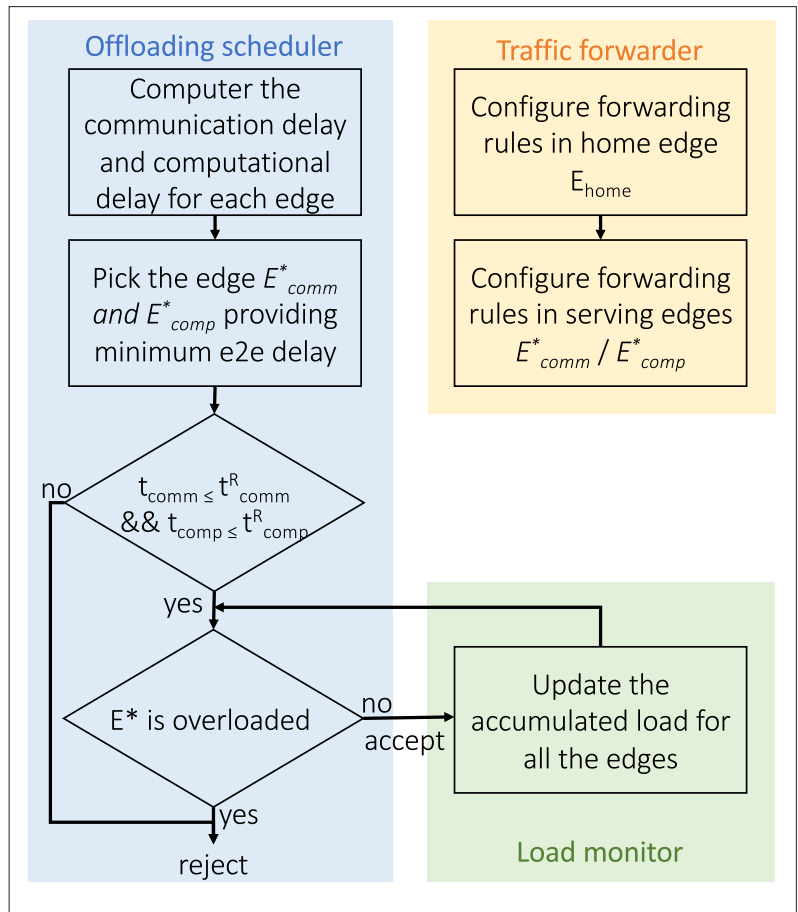 Offloading scheduler
Computer the
communication delay
and computational
delay for each edge
Pick the edge E*comm
and E*comp providing
minimum e2e delay
no
tcomm ≤ tRcomm
&& tcomp ≤ tRcomp
yes
E* is overloaded
no
accept
yes
reject
Traffic forwarder
Configure forwarding
rules in home edge
Ehome
Configure forwarding
rules in serving edges
E*comm / E*comp
Update the
accumulated load for
all the edges
Load monitor